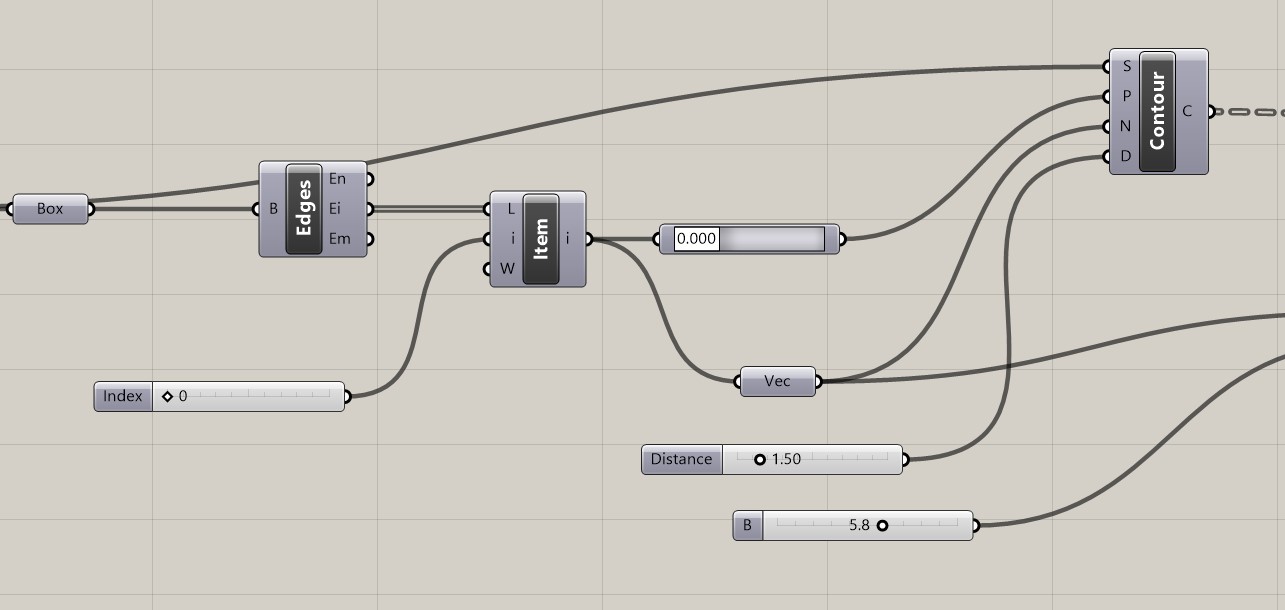 Box
B
Edges
En
Ei
Em
L
i
W
Item
i
0.000
S
P
N
D
Contour
C
Index
0
Vec
Distance
1.50
B
5.8